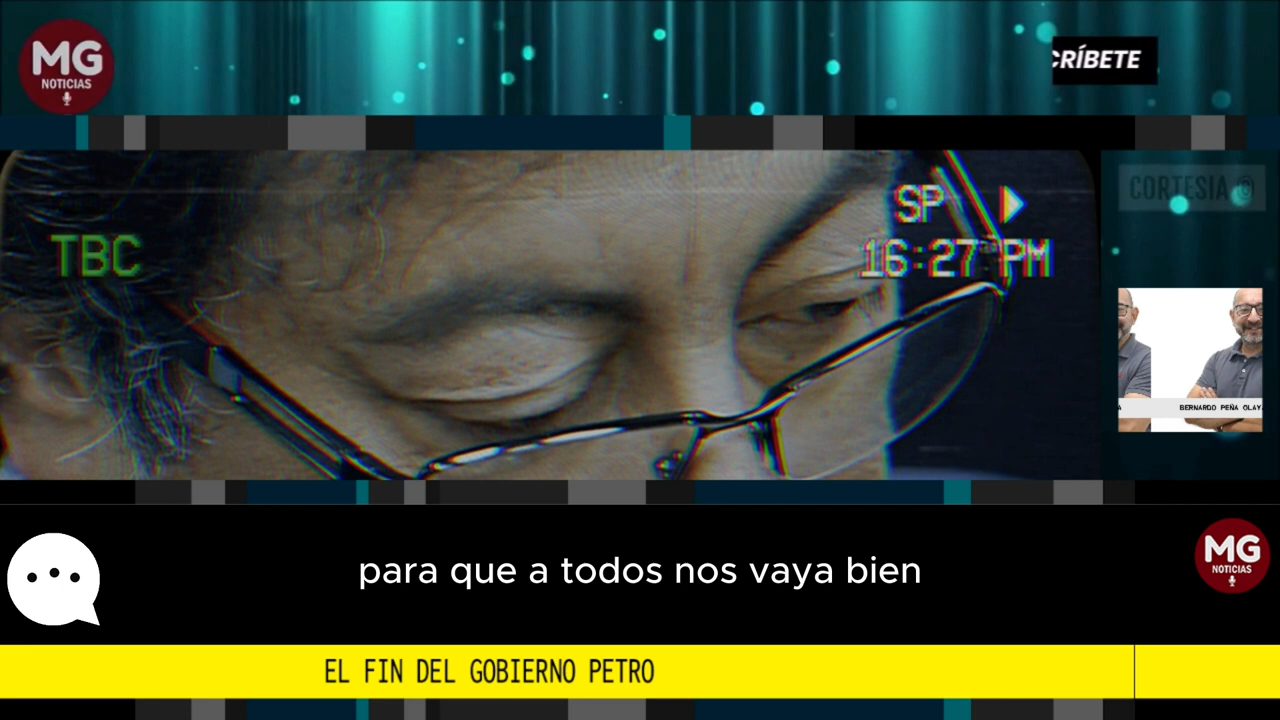 MG
NOTICIAS
CRÍBETE
CORTESIA ©
TBC
SP
16:27 PM
A
BERNARDO PEÑA OLAY
para que a todos nos vaya bien
MG
NOTICIAS
EL FIN DEL GOBIERNO PETRO